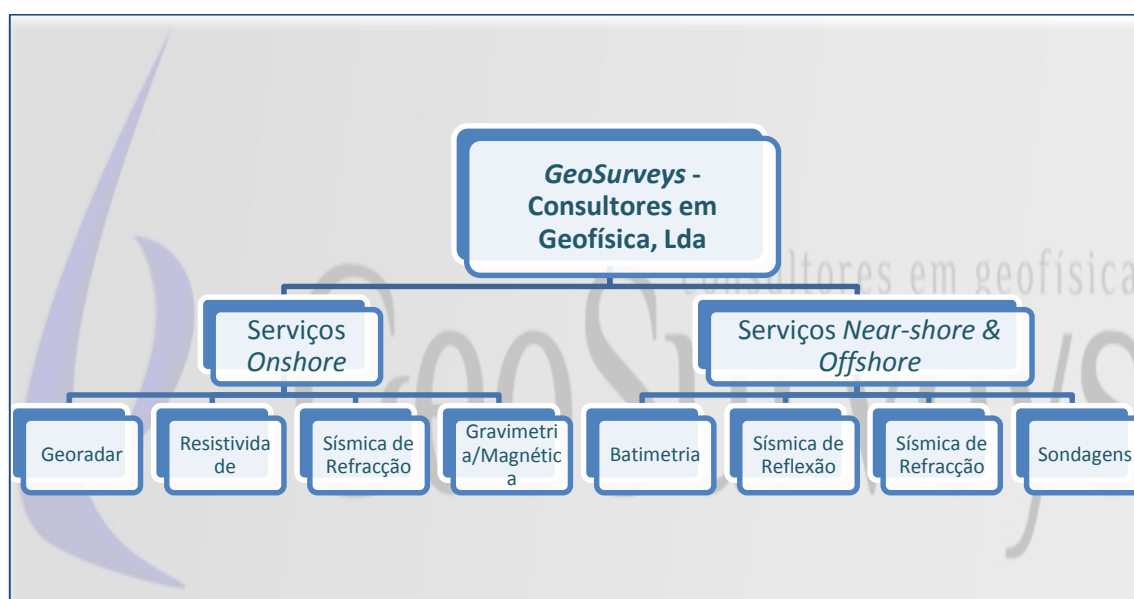 GeoSurveys -
Consultores em
Geofísica, Lda
consultores em geofísica
GeoSurveys
Serviços
Onshore
Serviços Near-shore &
Offshore
Georadar
Resistivida
de
Sísmica de
Refracção
Gravimetri
a/Magnétic
a
Batimetria
Sísmica de
Reflexão
Sísmica de
Refracção
Sondagens